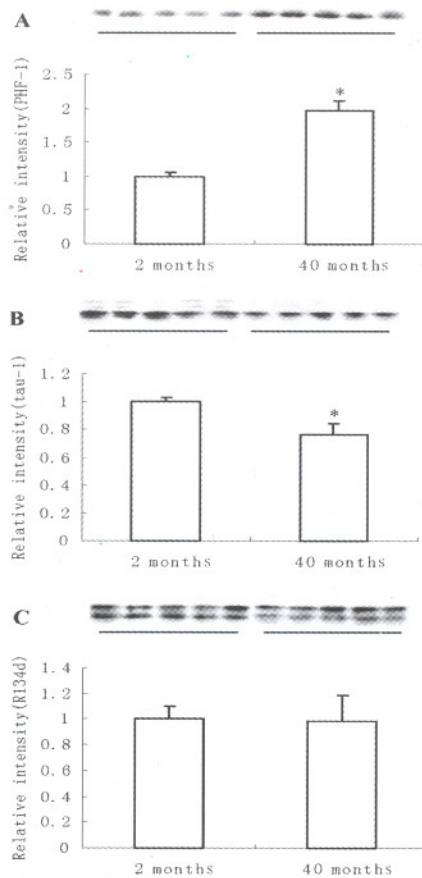 A
2.5
2
1.5
1
0.5
0
Relative intensity(PHF-1)
*
2 months
40 months
B
1.2
1
0.8
0.6
0.4
0.2
0
Relative intensity(tau-1)
*
2 months
40 months
C
1.4
1.2
1
0.8
0.6
0.4
0.2
0
Relative intensity(R134d)
2 months
40 months